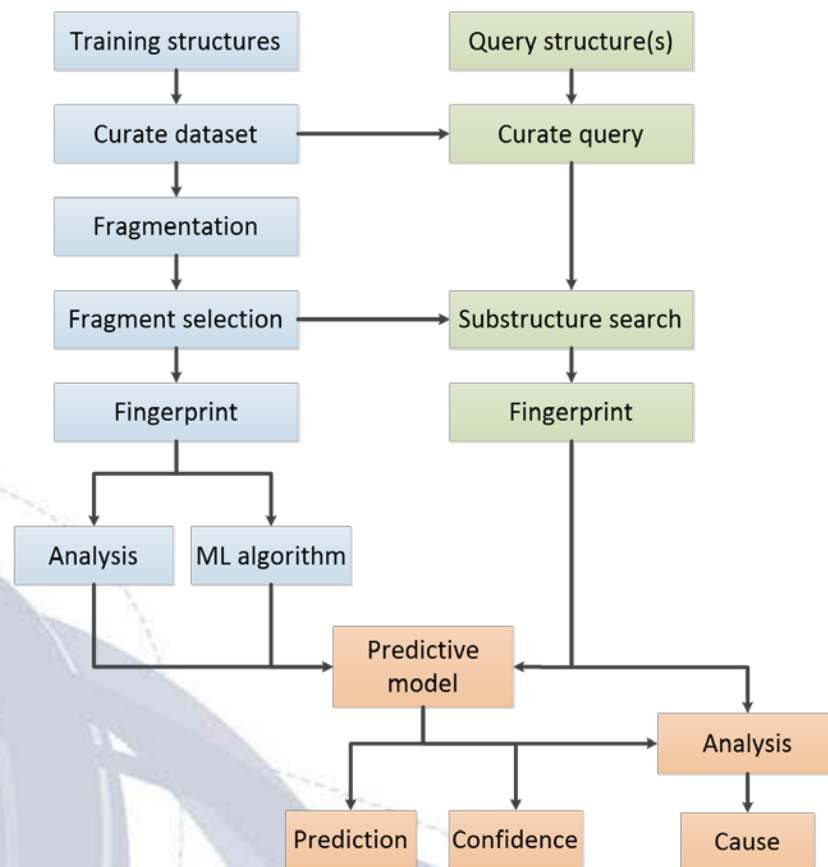 Training structures
Query structure(s)
Curate dataset
Curate query
Fragmentation
Fragment selection
Substructure search
Fingerprint
Fingerprint
Analysis
ML algorithm
Predictive
model
Analysis
Prediction
Confidence
Cause